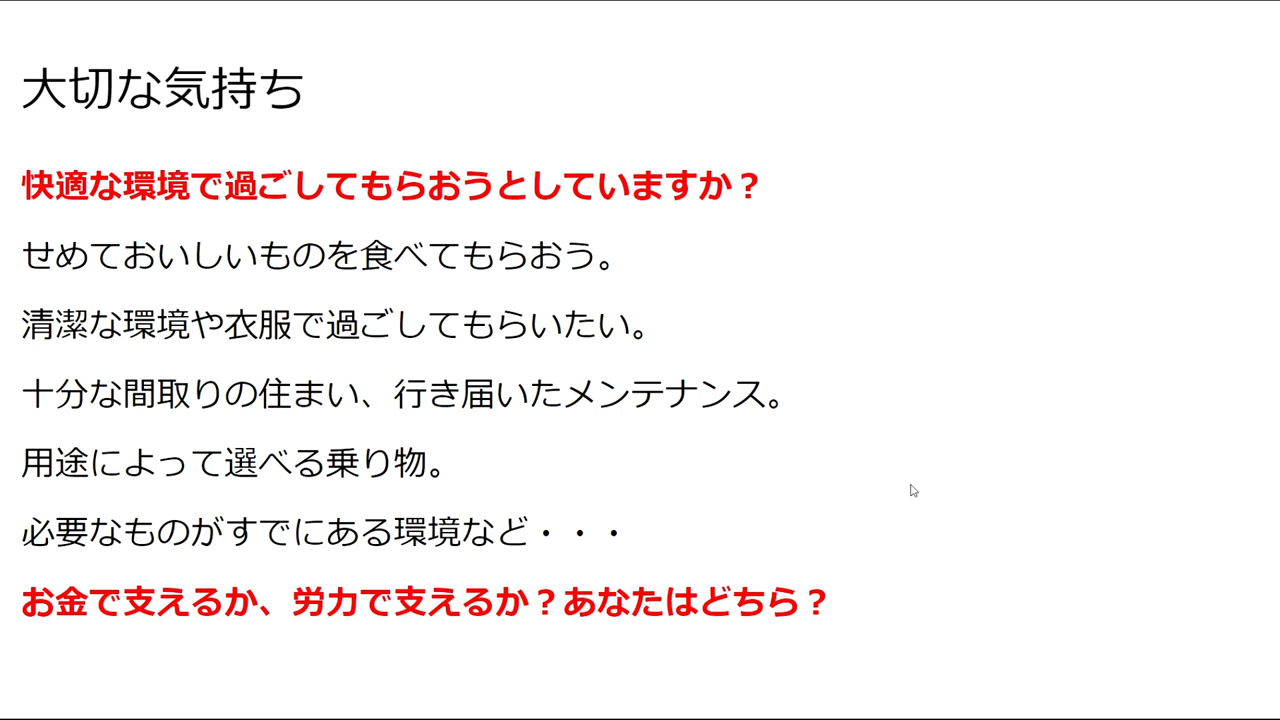 大切な気持ち
快適な環境で過ごしてもらおうとしていますか？
せめておいしいものを食べてもらおう。
清潔な環境や衣服で過ごしてもらいたい。
十分な間取りの住まい、行き届いたメンテナンス。
用途によって選べる乗り物。
必要なものがすでにある環境など・・・
お金で支えるか、労力で支えるか？あなたはどちら？